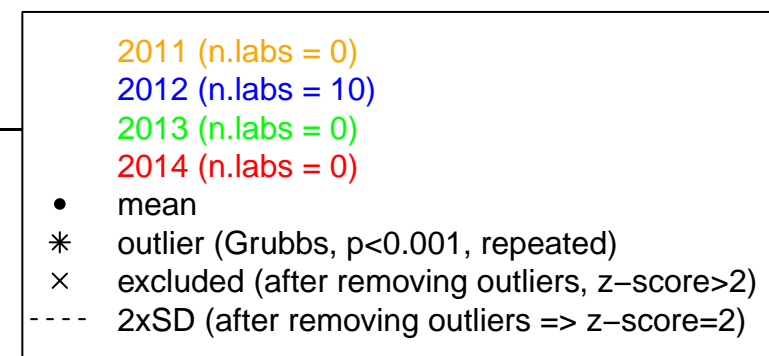 2011 (n.labs = 0)
2012 (n.labs = 10)
2013 (n.labs = 0)
2014 (n.labs = 0)
mean
outlier (Grubbs, p<0.001, repeated)
excluded (after removing outliers, z−score>2)
2xSD (after removing outliers => z−score=2)